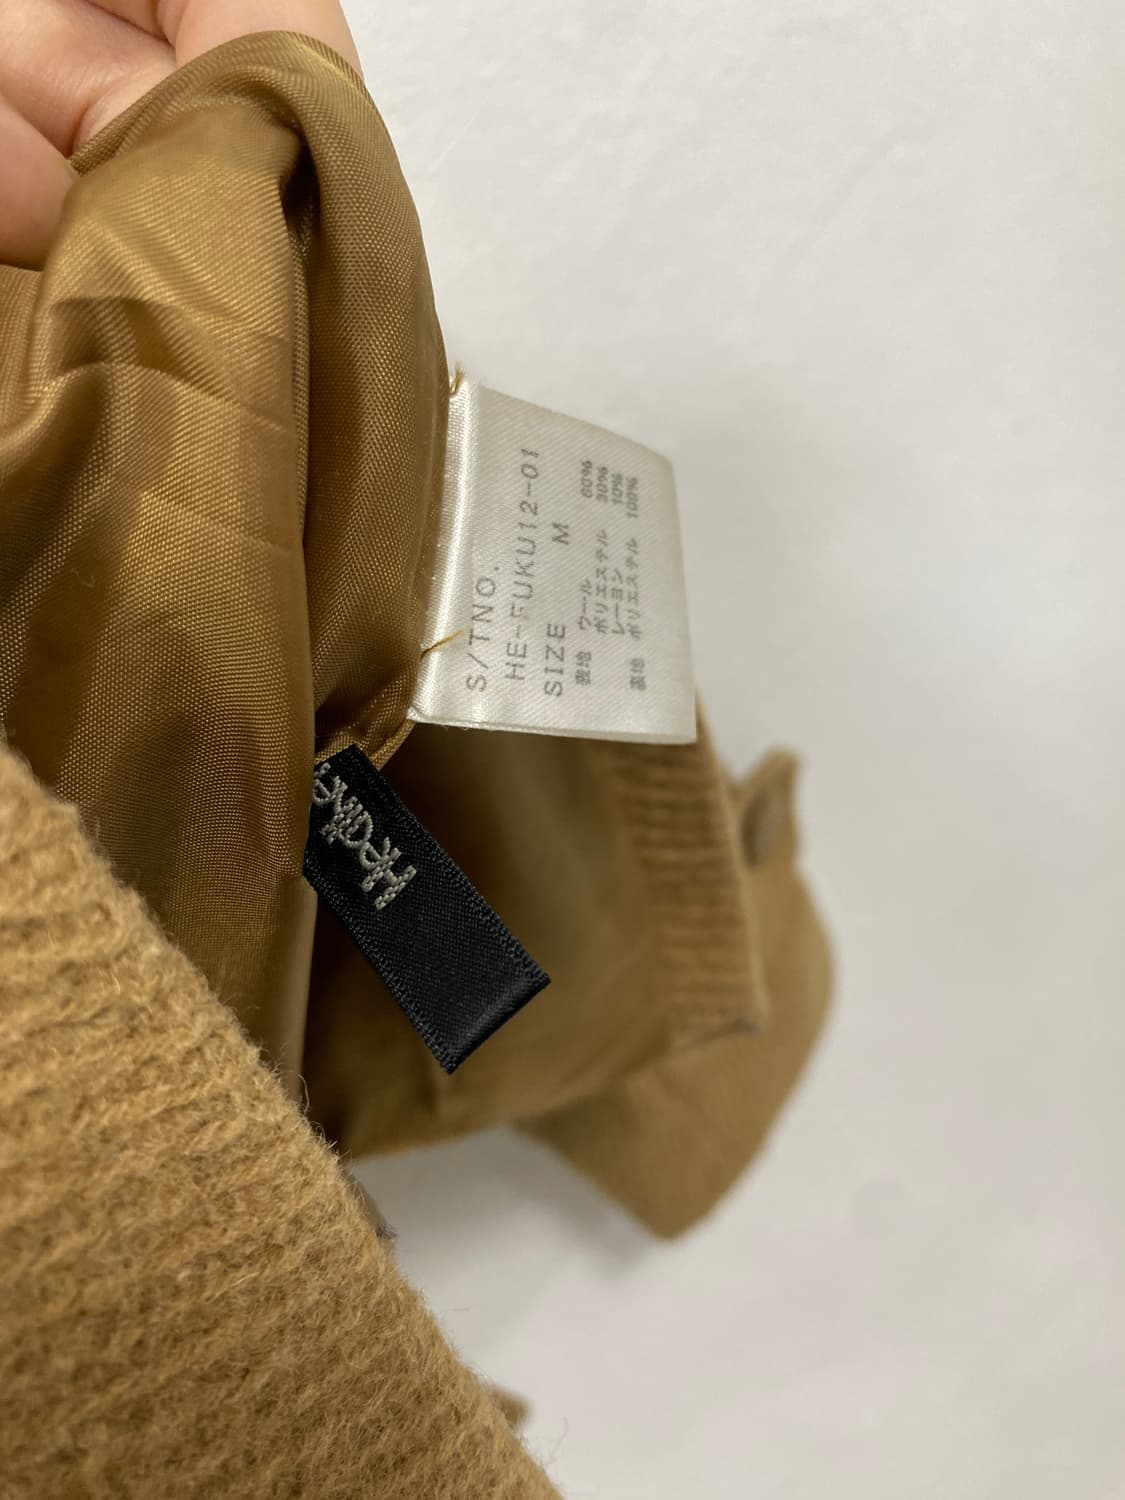 S/TNO.
HE-FUKU12-01
SIZE M
表地 ウール 60%
ポリエステル 30%
レーヨン 10%
裏地 ポリエステル 100%